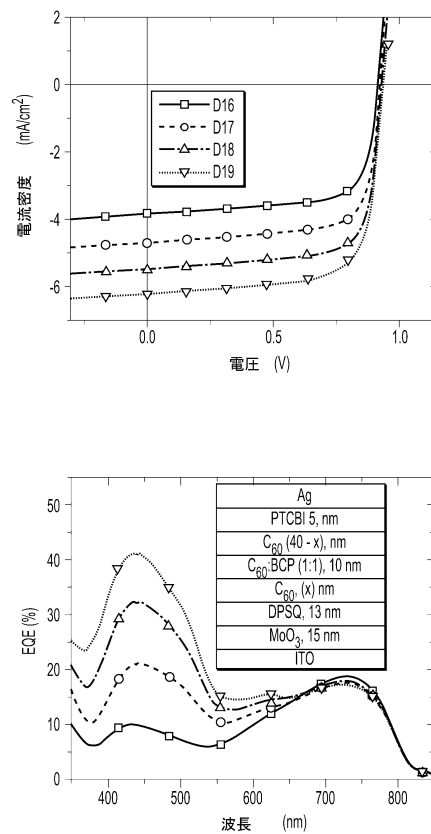 2
0
-2
-4
-6
電流密度 (mA/cm2)
D16
D17
D18
D19
0.0 0.5 1.0
電圧 (V)
50
40
30
20
10
0
EQE (%)
Ag
PTCBI 5, nm
C60 (40 - x), nm
C60:BCP (1:1), 10 nm
C60, (x) nm
DPSQ, 13 nm
MoO3, 15 nm
ITO
400 500 600 700 800
波長 (nm)